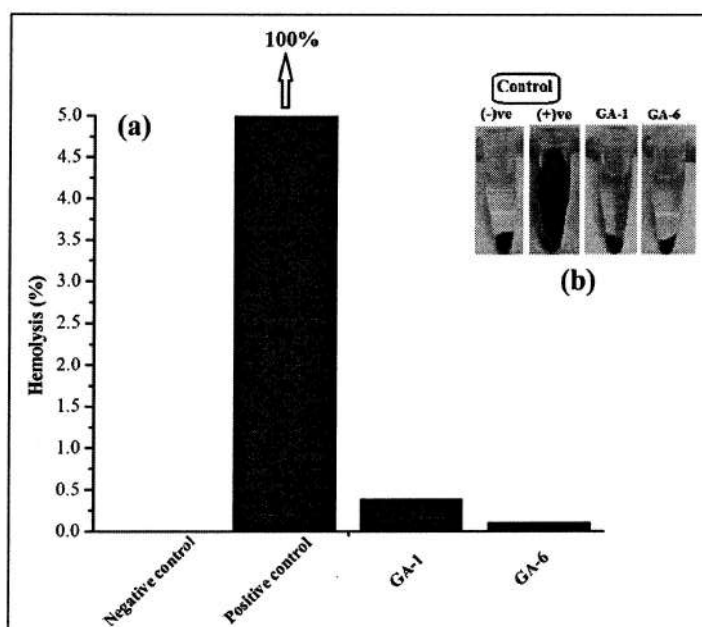 100%
(a)
Control
(-)ve (+)ve GA-1 GA-6
(b)
Hemolysis (%)
5.0
4.5
4.0
3.5
3.0
2.5
2.0
1.5
1.0
0.5
0.0
Negative control
Positive control
GA-1
GA-6